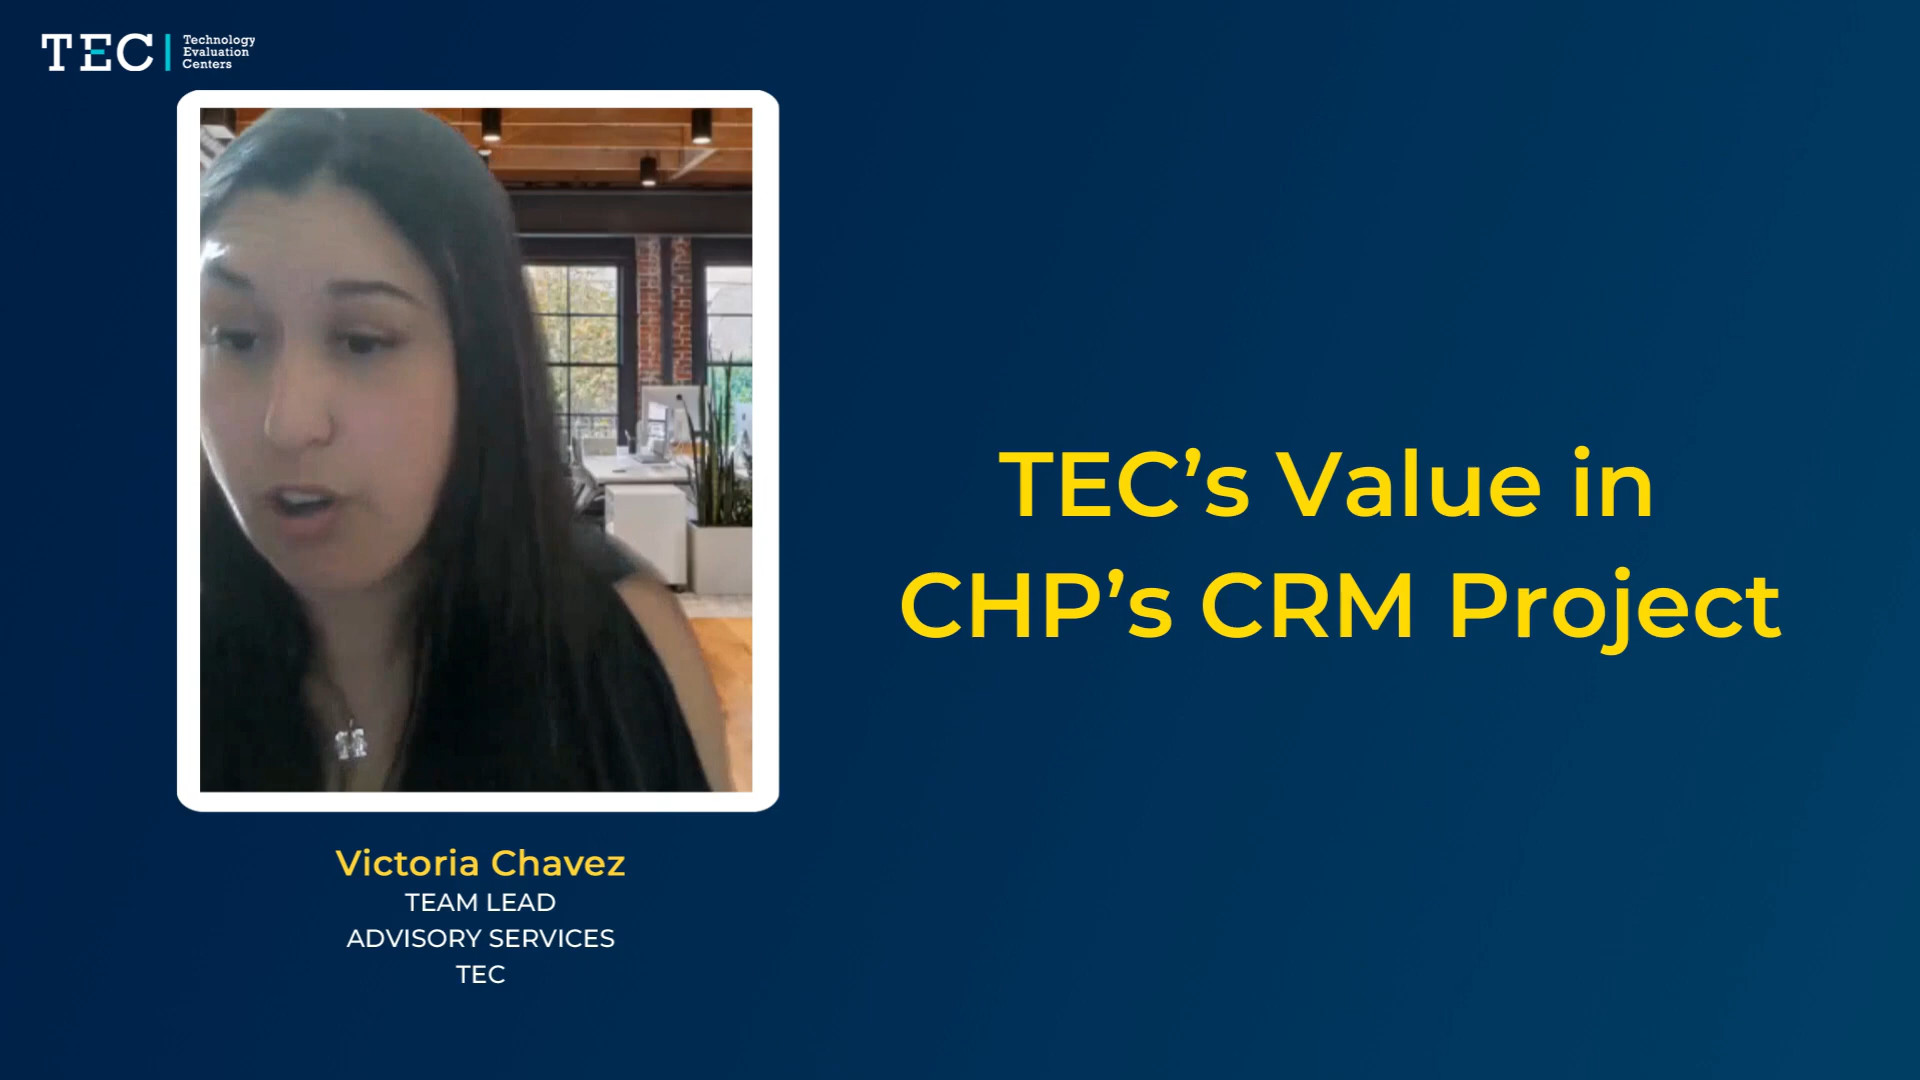 TEC
Technology
Evaluation
Centers
TEC’s Value in
CHP’s CRM Project
Victoria Chavez
TEAM LEAD
ADVISORY SERVICES
TEC